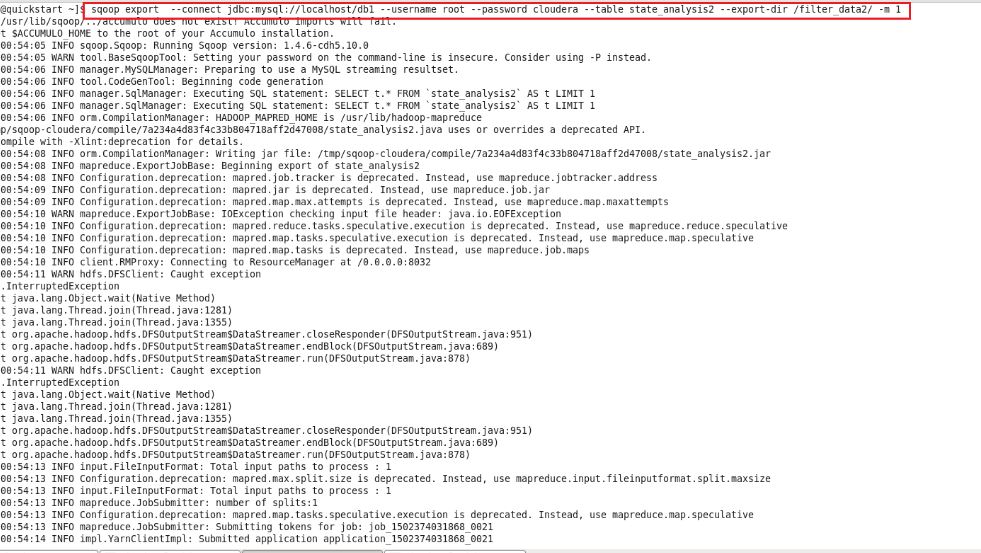 @quickstart ~]$ sqoop export  --connect jdbc:mysql://localhost/db1 --username root --password cloudera --table state_analysis2 --export-dir /filter_data2/ -m 1
/usr/lib/sqoop/../accumulo does not exist! Accumulo imports will fail.
t $ACCUMULO_HOME to the root of your Accumulo installation.
00:54:05 INFO sqoop.Sqoop: Running Sqoop version: 1.4.6-cdh5.10.0
00:54:05 WARN tool.BaseSqoopTool: Setting your password on the command-line is insecure. Consider using -P instead.
00:54:06 INFO manager.MySQLManager: Preparing to use a MySQL streaming resultset.
00:54:06 INFO tool.CodeGenTool: Beginning code generation
00:54:06 INFO manager.SqlManager: Executing SQL statement: SELECT t.* FROM `state_analysis2` AS t LIMIT 1
00:54:06 INFO manager.SqlManager: Executing SQL statement: SELECT t.* FROM `state_analysis2` AS t LIMIT 1
00:54:06 INFO orm.CompilationManager: HADOOP_MAPRED_HOME is /usr/lib/hadoop-mapreduce
p/sqoop-cloudera/compile/7a234a4d83f4c33b804718aff2d47008/state_analysis2.java uses or overrides a deprecated API.
ompile with -Xlint:deprecation for details.
00:54:08 INFO orm.CompilationManager: Writing jar file: /tmp/sqoop-cloudera/compile/7a234a4d83f4c33b804718aff2d47008/state_analysis2.jar
00:54:08 INFO mapreduce.ExportJobBase: Beginning export of state_analysis2
00:54:08 INFO Configuration.deprecation: mapred.job.tracker is deprecated. Instead, use mapreduce.jobtracker.address
00:54:09 INFO Configuration.deprecation: mapred.jar is deprecated. Instead, use mapreduce.job.jar
00:54:09 INFO Configuration.deprecation: mapred.map.max.attempts is deprecated. Instead, use mapreduce.map.maxattempts
00:54:10 WARN mapreduce.ExportJobBase: IOException checking input file header: java.io.EOFException
00:54:10 INFO Configuration.deprecation: mapred.reduce.tasks.speculative.execution is deprecated. Instead, use mapreduce.reduce.speculative
00:54:10 INFO Configuration.deprecation: mapred.map.tasks.speculative.execution is deprecated. Instead, use mapreduce.map.speculative
00:54:10 INFO Configuration.deprecation: mapred.map.tasks is deprecated. Instead, use mapreduce.job.maps
00:54:10 INFO client.RMProxy: Connecting to ResourceManager at /0.0.0.0:8032
00:54:11 WARN hdfs.DFSClient: Caught exception
.InterruptedException
t java.lang.Object.wait(Native Method)
t java.lang.Thread.join(Thread.java:1281)
t java.lang.Thread.join(Thread.java:1355)
t org.apache.hadoop.hdfs.DFSOutputStream$DataStreamer.closeResponder(DFSOutputStream.java:951)
t org.apache.hadoop.hdfs.DFSOutputStream$DataStreamer.endBlock(DFSOutputStream.java:689)
t org.apache.hadoop.hdfs.DFSOutputStream$DataStreamer.run(DFSOutputStream.java:878)
00:54:11 WARN hdfs.DFSClient: Caught exception
.InterruptedException
t java.lang.Object.wait(Native Method)
t java.lang.Thread.join(Thread.java:1281)
t java.lang.Thread.join(Thread.java:1355)
t org.apache.hadoop.hdfs.DFSOutputStream$DataStreamer.closeResponder(DFSOutputStream.java:951)
t org.apache.hadoop.hdfs.DFSOutputStream$DataStreamer.endBlock(DFSOutputStream.java:689)
t org.apache.hadoop.hdfs.DFSOutputStream$DataStreamer.run(DFSOutputStream.java:878)
00:54:13 INFO input.FileInputFormat: Total input paths to process : 1
00:54:13 INFO Configuration.deprecation: mapred.max.split.size is deprecated. Instead, use mapreduce.input.fileinputformat.split.maxsize
00:54:13 INFO input.FileInputFormat: Total input paths to process : 1
00:54:13 INFO mapreduce.JobSubmitter: number of splits:1
00:54:13 INFO Configuration.deprecation: mapred.map.tasks.speculative.execution is deprecated. Instead, use mapreduce.map.speculative
00:54:13 INFO mapreduce.JobSubmitter: Submitting tokens for job: job_1502374031868_0021
00:54:14 INFO impl.YarnClientImpl: Submitted application application_1502374031868_0021